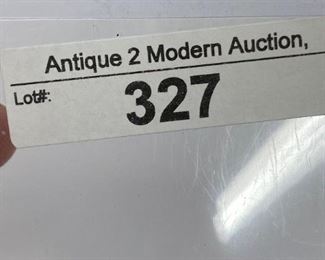 Antique 2 Modern Auction,
Lot#: 327